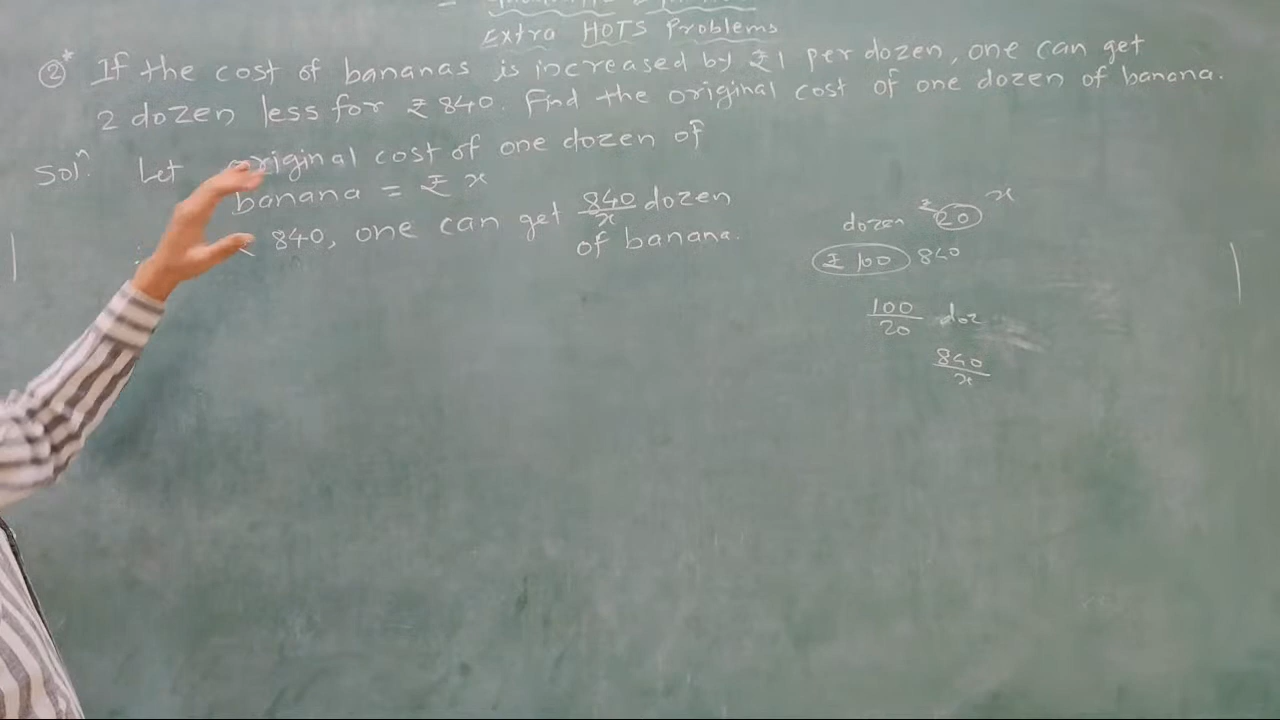 Extra HOTS Problems
②* If the cost of bananas is increased by ₹1 per dozen, one can get
2 dozen less for ₹ 840. Find the original cost of one dozen of banana.
Solⁿ. Let original cost of one dozen of
banana = ₹ x
₹ 840, one can get 840/x dozen
of banana.
dozen ₹ 20 x
₹ 100 840
100/20 doz
840/x